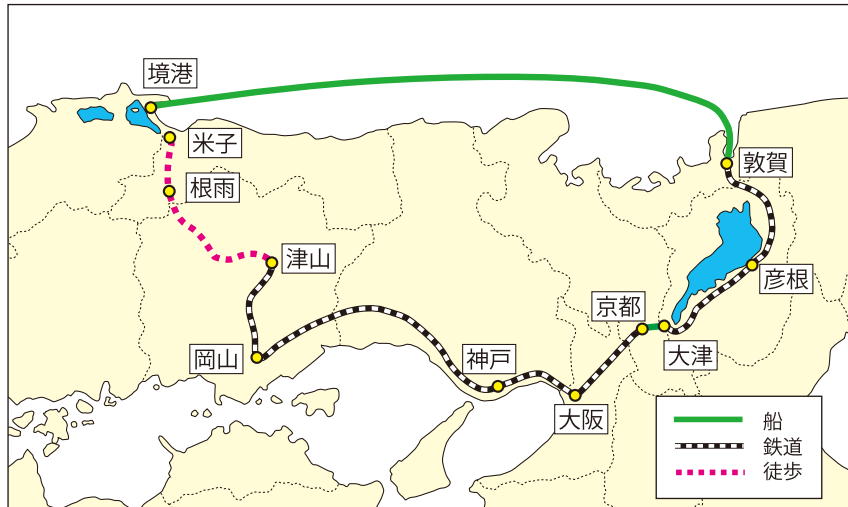 境港
米子
根雨
津山
岡山
神戸
大阪
京都
大津
彦根
敦賀
船
鉄道
徒歩